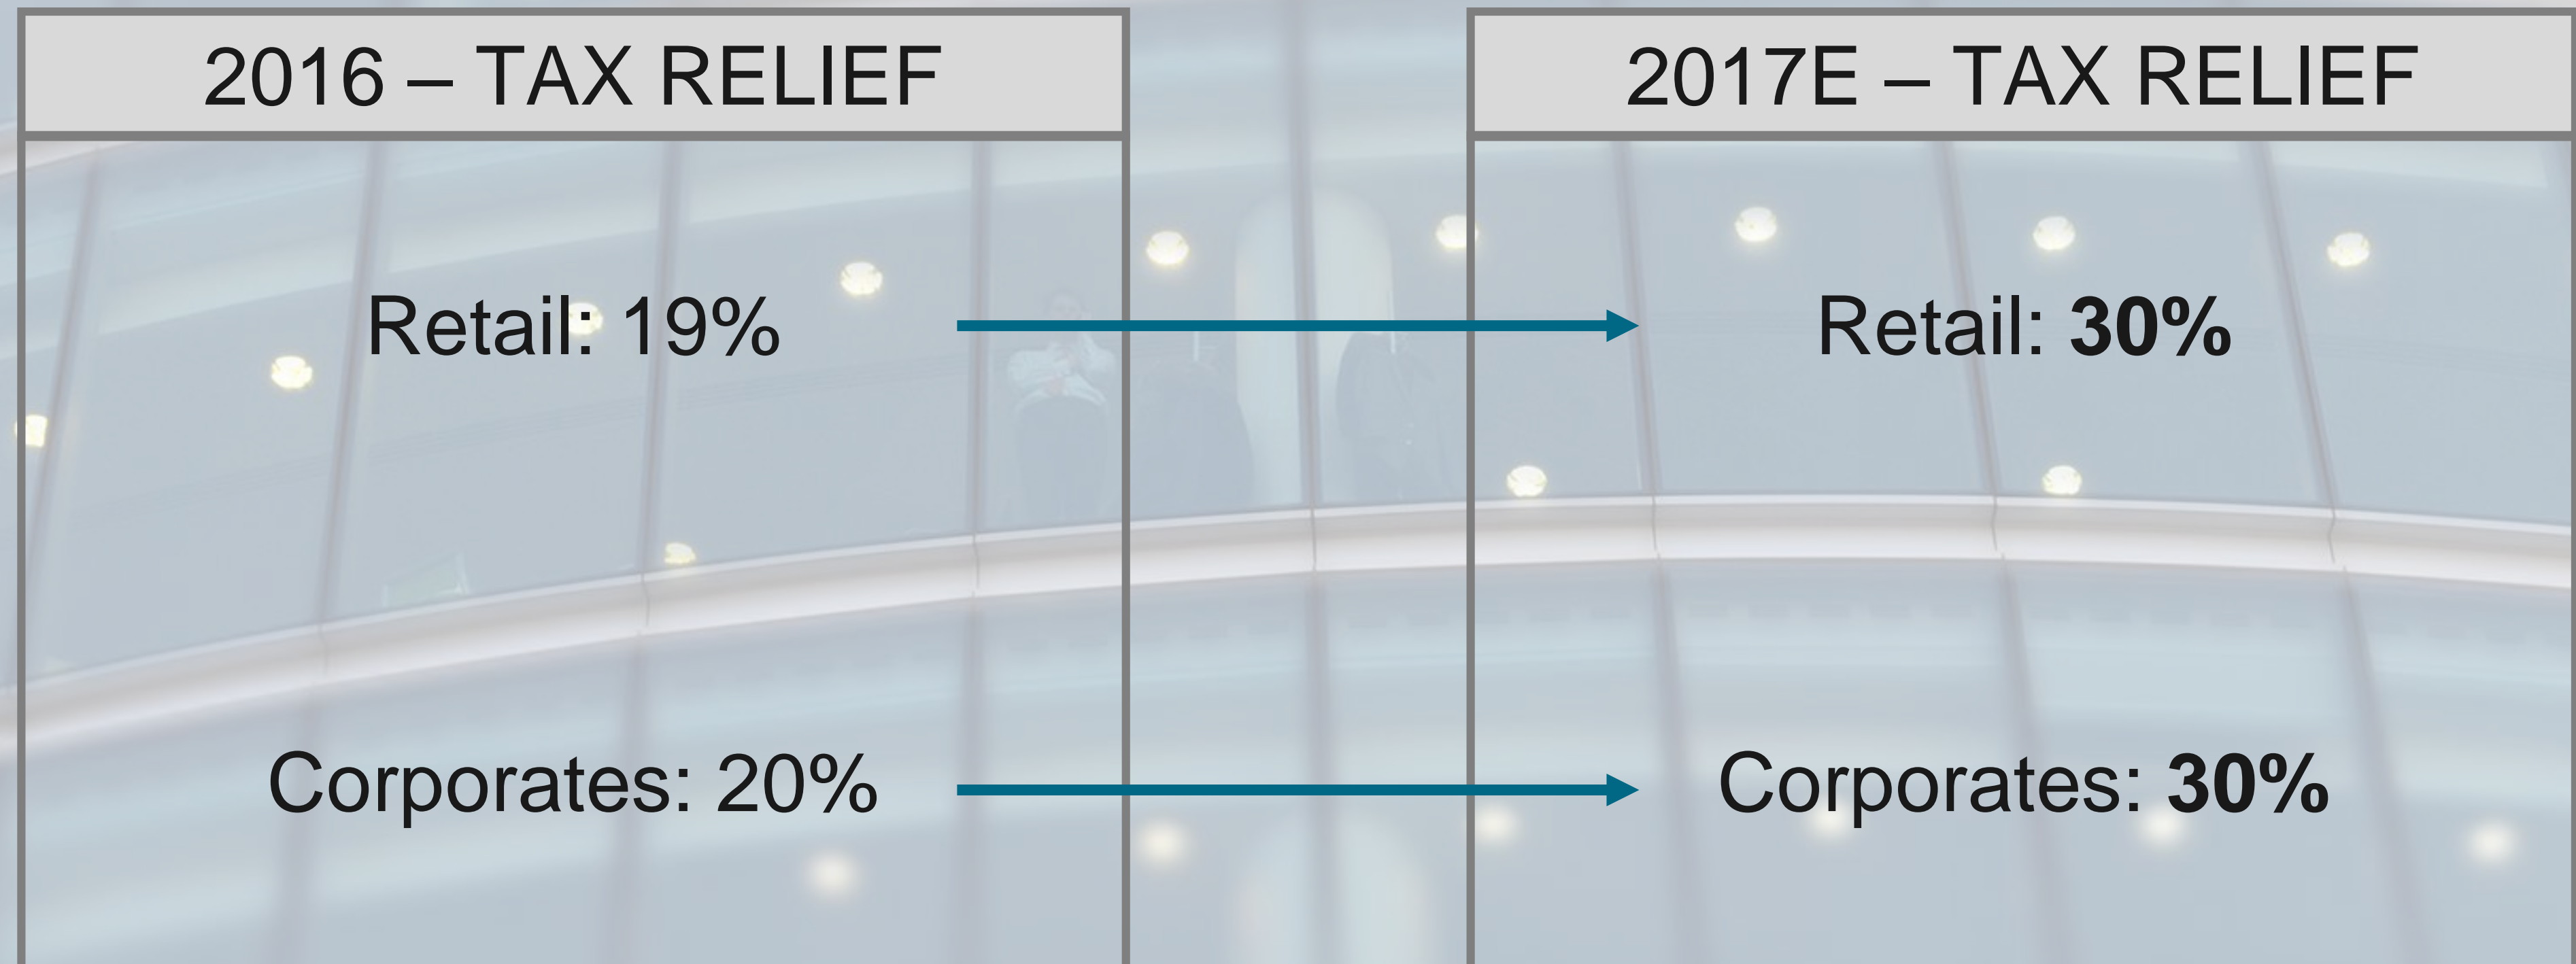 2016 – TAX RELIEF
2017E – TAX RELIEF
Retail: 19%
Retail: 30%
Corporates: 20%
Corporates: 30%